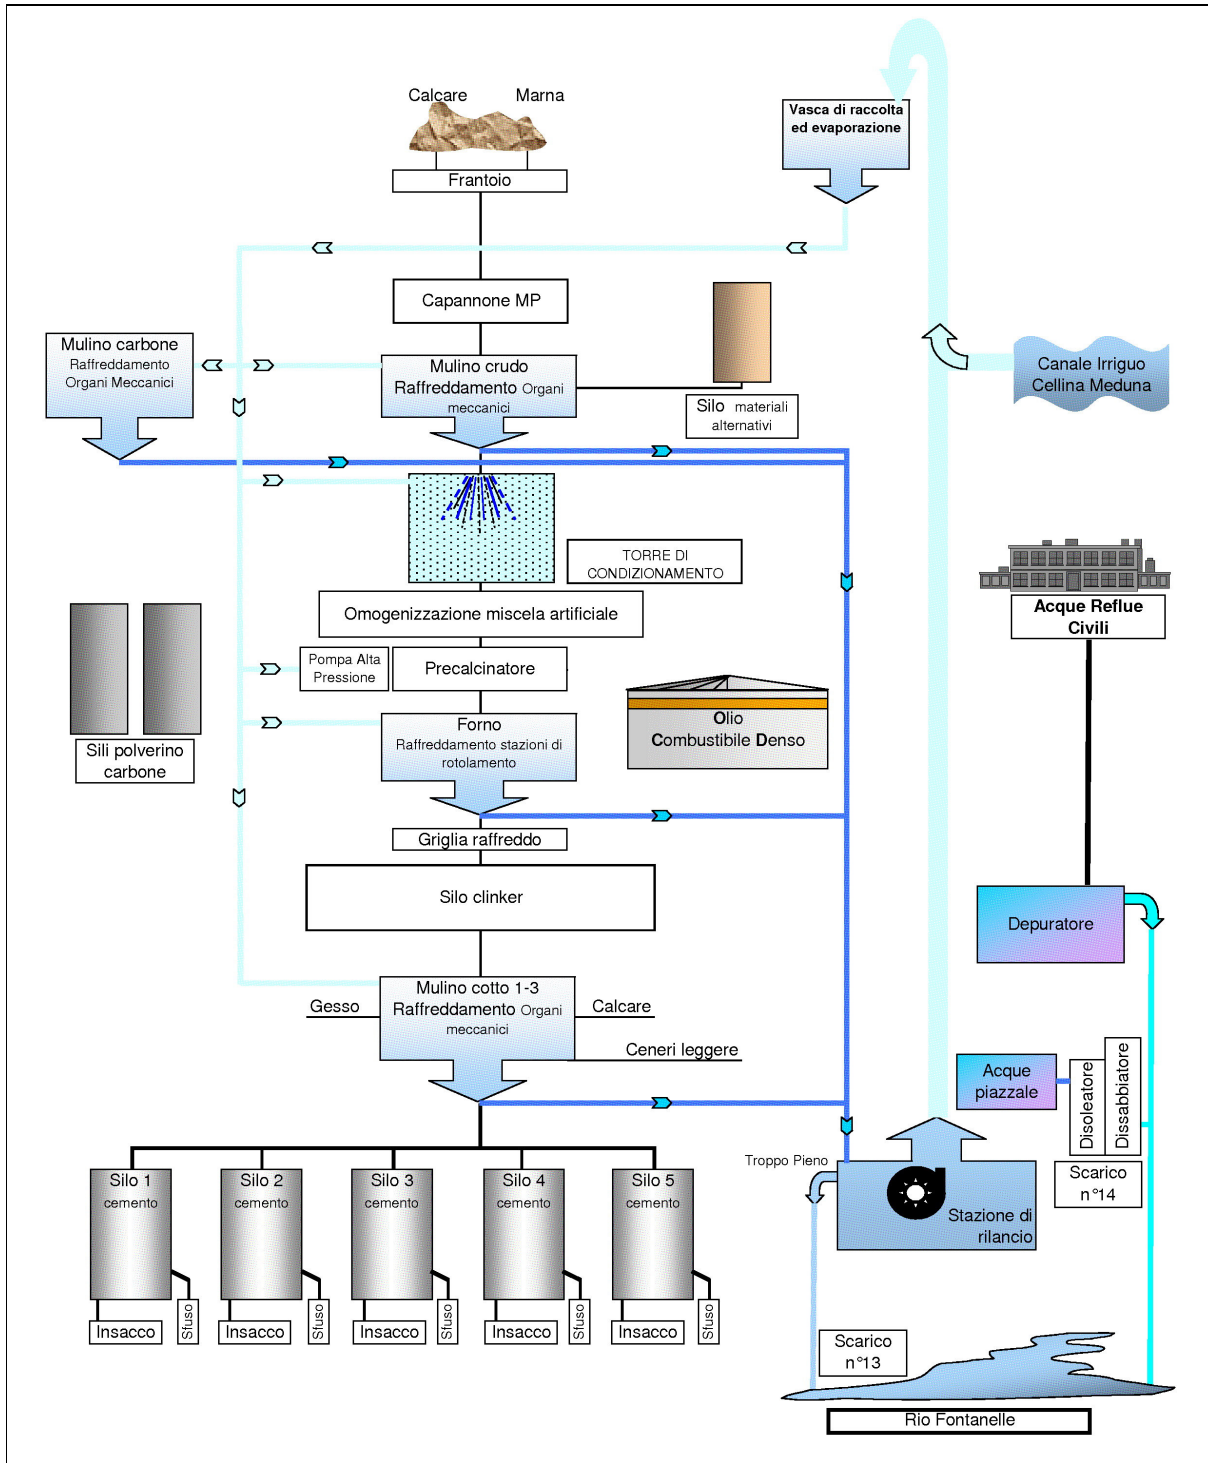 Calcare
Marna
Frantoio
Vasca di raccolta
ed evaporazione
Capannone MP
Mulino carbone
Raffreddamento
Organi Meccanici
Mulino crudo
Raffreddamento Organi
meccanici
Silo materiali
alternativi
Canale Irriguo
Cellina Meduna
TORRE DI
CONDIZIONAMENTO
Omogenizzazione miscela artificiale
Acque Reflue
Civili
Pompa Alta
Pressione
Precalcinatore
Sili polverino
carbone
Forno
Raffreddamento stazioni di
rotolamento
Olio
Combustibile Denso
Griglia raffreddo
Silo clinker
Depuratore
Mulino cotto 1-3
Raffreddamento Organi
meccanici
Gesso
Calcare
Ceneri leggere
Acque
piazzale
Disoleatore
Dissabbiatore
Scarico
n°14
Troppo Pieno
Stazione di
rilancio
Silo 1
cemento
Silo 2
cemento
Silo 3
cemento
Silo 4
cemento
Silo 5
cemento
Insacco
Sfuso
Insacco
Sfuso
Insacco
Sfuso
Insacco
Sfuso
Insacco
Sfuso
Scarico
n°13
Rio Fontanelle